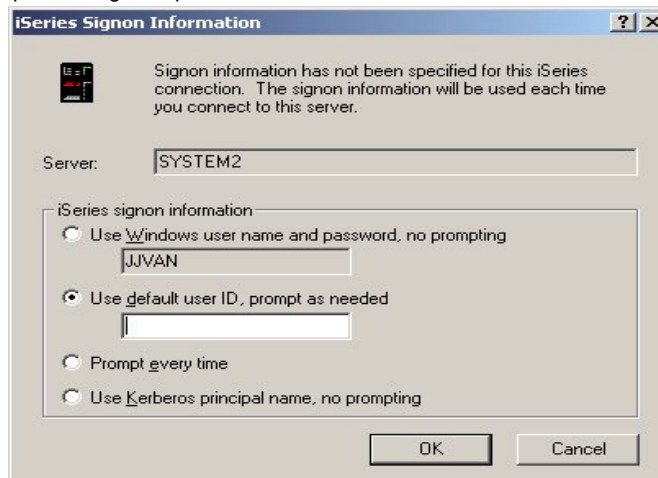 iSeries Signon Information
Signon information has not been specified for this iSeries
connection. The signon information will be used each time
you connect to this server.
Server: SYSTEM2
iSeries signon information
Use Windows user name and password, no prompting
JJVAN
Use default user ID, prompt as needed
Prompt every time
Use Kerberos principal name, no prompting
OK Cancel